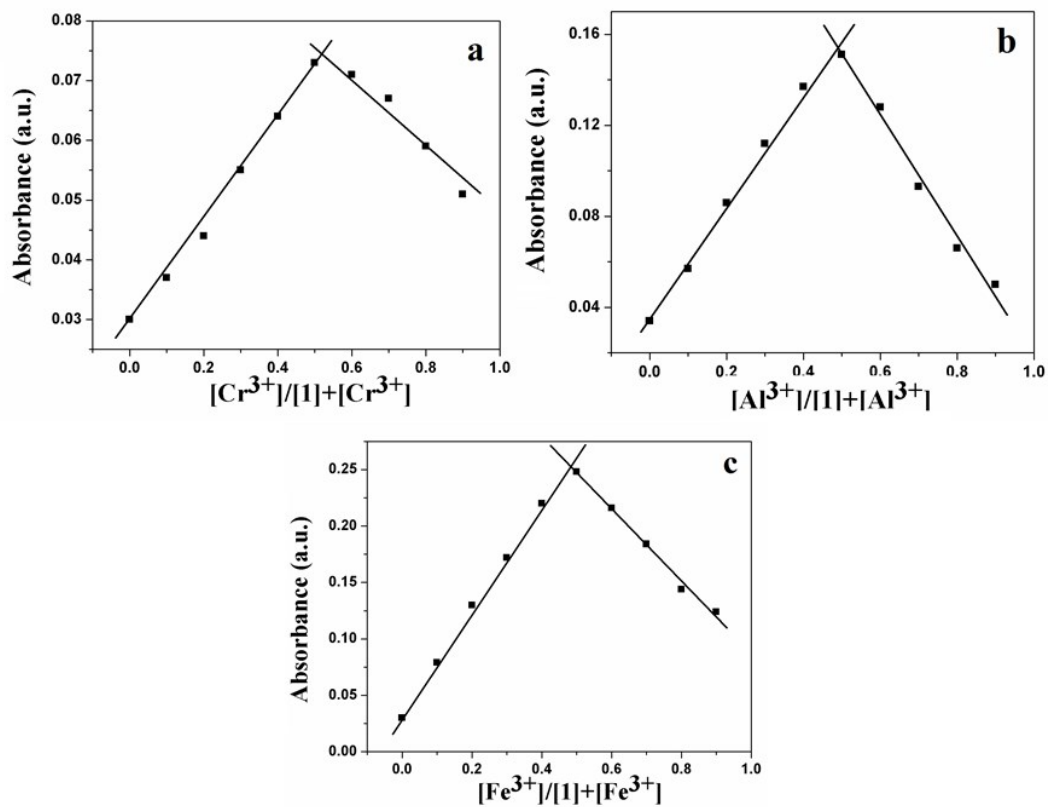 a
Absorbance (a.u.)
0.08
0.07
0.06
0.05
0.04
0.03
0.0 0.2 0.4 0.6 0.8 1.0
[Cr3+]/[1]+[Cr3+]
b
Absorbance (a.u.)
0.16
0.12
0.08
0.04
0.0 0.2 0.4 0.6 0.8 1.0
[Al3+]/[1]+[Al3+]
c
Absorbance (a.u.)
0.25
0.20
0.15
0.10
0.05
0.00
0.0 0.2 0.4 0.6 0.8 1.0
[Fe3+]/[1]+[Fe3+]